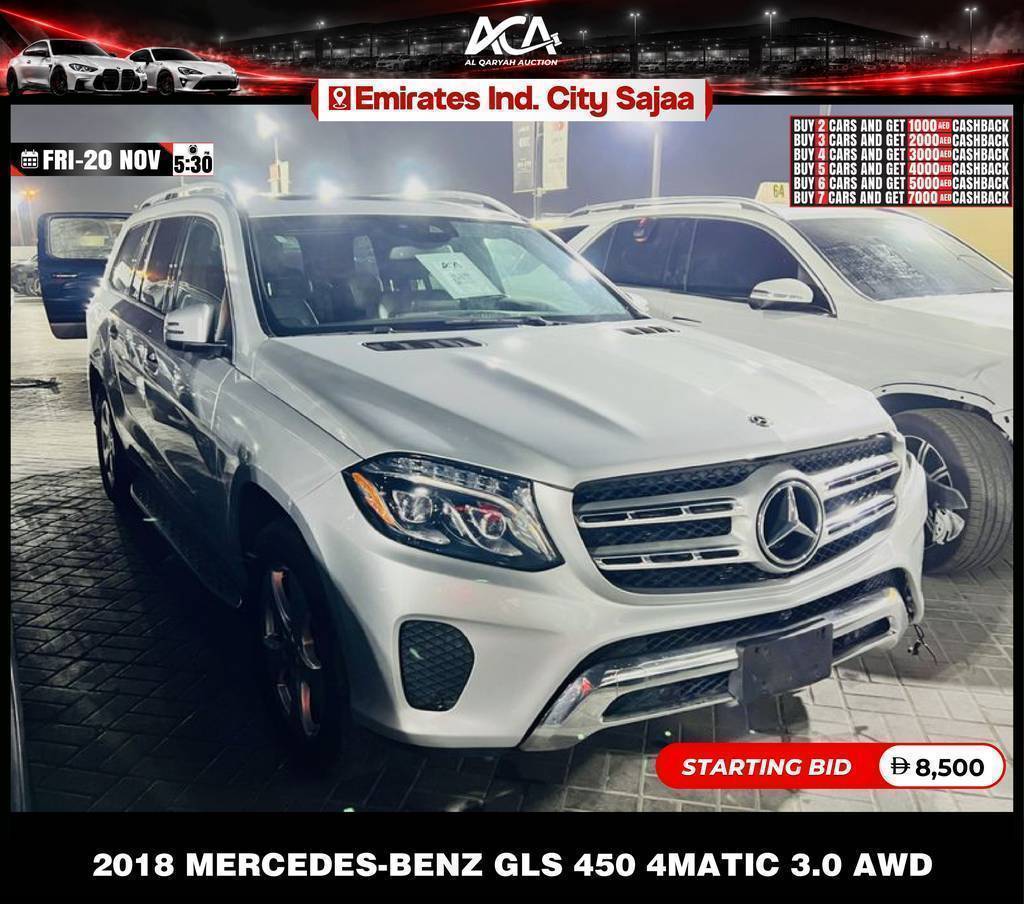 ACA
AL QARYAH AUCTION
Emirates Ind. City Sajaa
FRI-20 NOV 5:30
BUY 2 CARS AND GET 1000 AED CASHBACK
BUY 3 CARS AND GET 2000 AED CASHBACK
BUY 4 CARS AND GET 3000 AED CASHBACK
BUY 5 CARS AND GET 4000 AED CASHBACK
BUY 6 CARS AND GET 5000 AED CASHBACK
BUY 7 CARS AND GET 7000 AED CASHBACK
64
ACA
STARTING BID 8,500
2018 MERCEDES-BENZ GLS 450 4MATIC 3.0 AWD